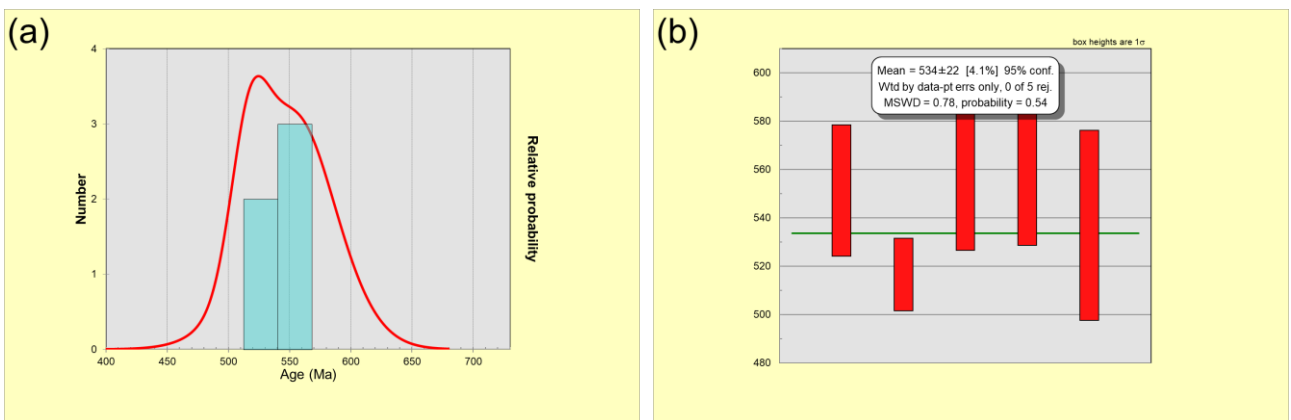 (a)
4
3
2
1
0
Number
400 450 500 550 600 650 700
Age (Ma)
Relative probability
(b)
box heights are 1σ
Mean = 534±22 [4.1%] 95% conf.
Wtd by data-pt errs only, 0 of 5 rej.
MSWD = 0.78, probability = 0.54
600
580
560
540
520
500
480